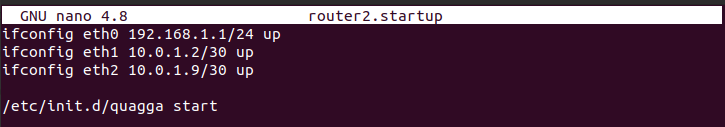 GNU nano 4.8 router2.startup
ifconfig eth0 192.168.1.1/24 up
ifconfig eth1 10.0.1.2/30 up
ifconfig eth2 10.0.1.9/30 up
/etc/init.d/quagga start